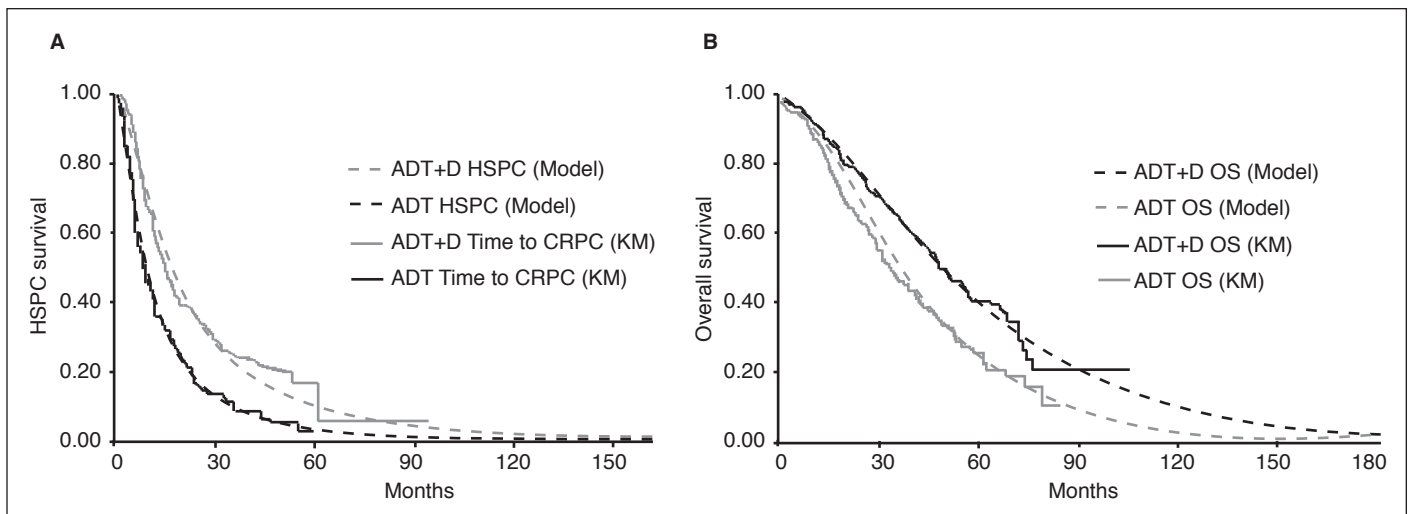 A
HSPC survival
1.00
0.80
0.60
0.40
0.20
0.00
ADT+D HSPC (Model)
ADT HSPC (Model)
ADT+D Time to CRPC (KM)
ADT Time to CRPC (KM)
0 30 60 90 120 150
Months
B
Overall survival
1.00
0.80
0.60
0.40
0.20
0.00
ADT+D OS (Model)
ADT OS (Model)
ADT+D OS (KM)
ADT OS (KM)
0 30 60 90 120 150 180
Months